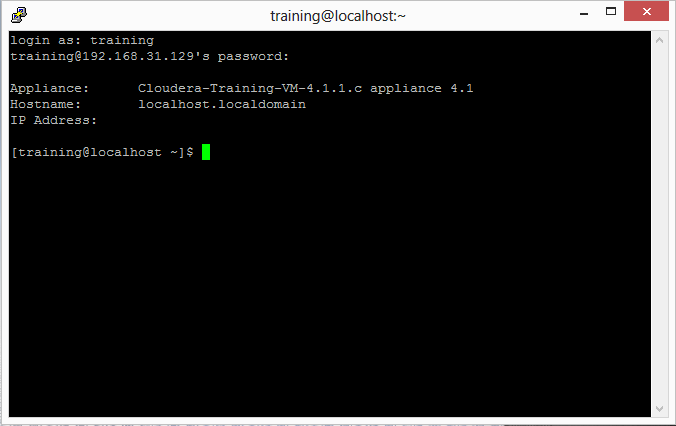 training@localhost:~
login as: training
training@192.168.31.129's password:
Appliance: Cloudera-Training-VM-4.1.1.c appliance 4.1
Hostname: localhost.localdomain
IP Address:
[training@localhost ~]$